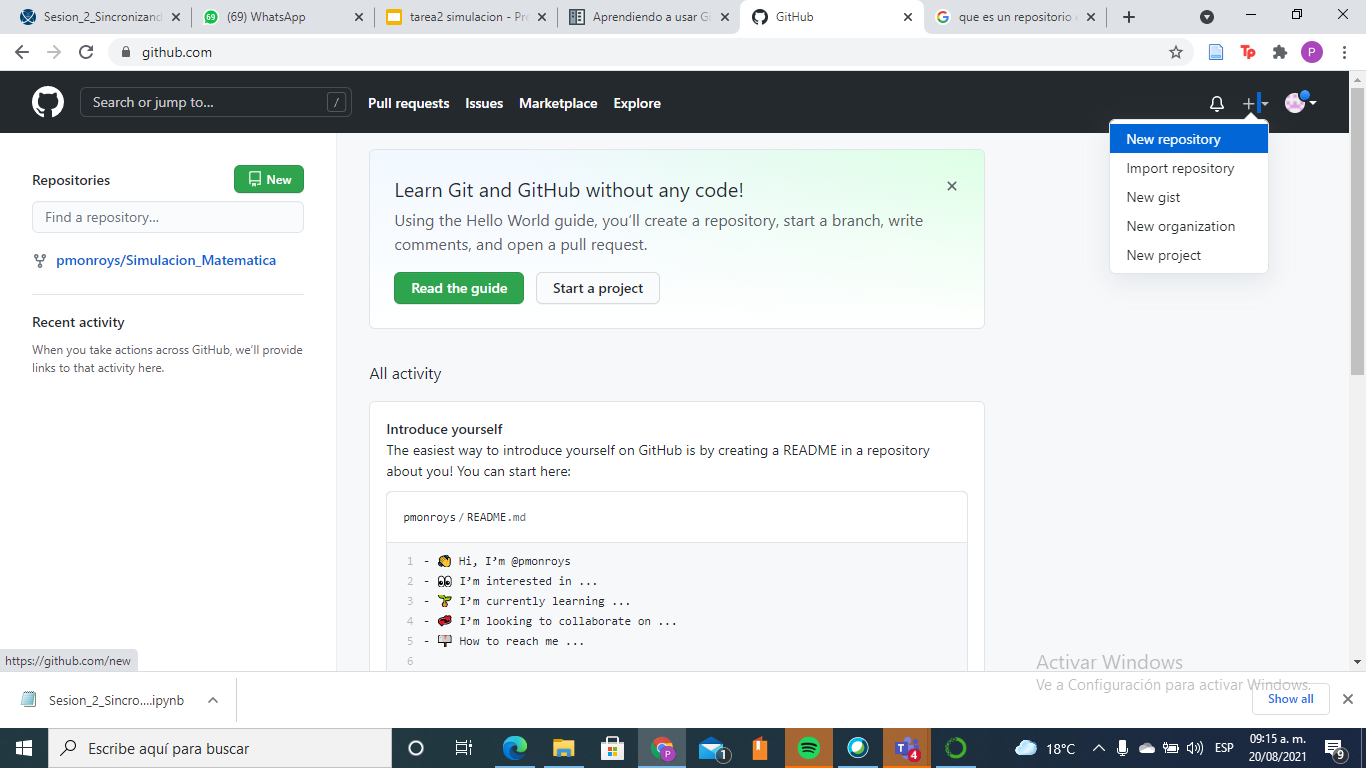 Sesion_2_Sincronizand
(69) WhatsApp
tarea2 simulacion - Pre
Aprendiendo a usar G
GitHub
que es un repositorio
github.com
P
Search or jump to...
/
Pull requests
Issues
Marketplace
Explore
New repository
Import repository
New gist
New organization
New project
Repositories
New
Find a repository...
pmonroys/Simulacion_Matematica
Recent activity
When you take actions across GitHub, we'll provide
links to that activity here.
Learn Git and GitHub without any code!
Using the Hello World guide, you'll create a repository, start a branch, write
comments, and open a pull request.
Read the guide
Start a project
All activity
Introduce yourself
The easiest way to introduce yourself on GitHub is by creating a README in a repository
about you! You can start here:
pmonroys / README.md
1 - 👋 Hi, I'm @pmonroys
2 - 👀 I'm interested in ...
3 - 🌱 I'm currently learning ...
4 - 💞️ I'm looking to collaborate on ...
5 - 📫 How to reach me ...
6
https://github.com/new
Activar Windows
Ve a Configuración para activar Windows.
Sesion_2_Sincro....ipynb
Show all
Escribe aquí para buscar
P
1
4
18°C
ESP
09:15 a. m.
20/08/2021
9